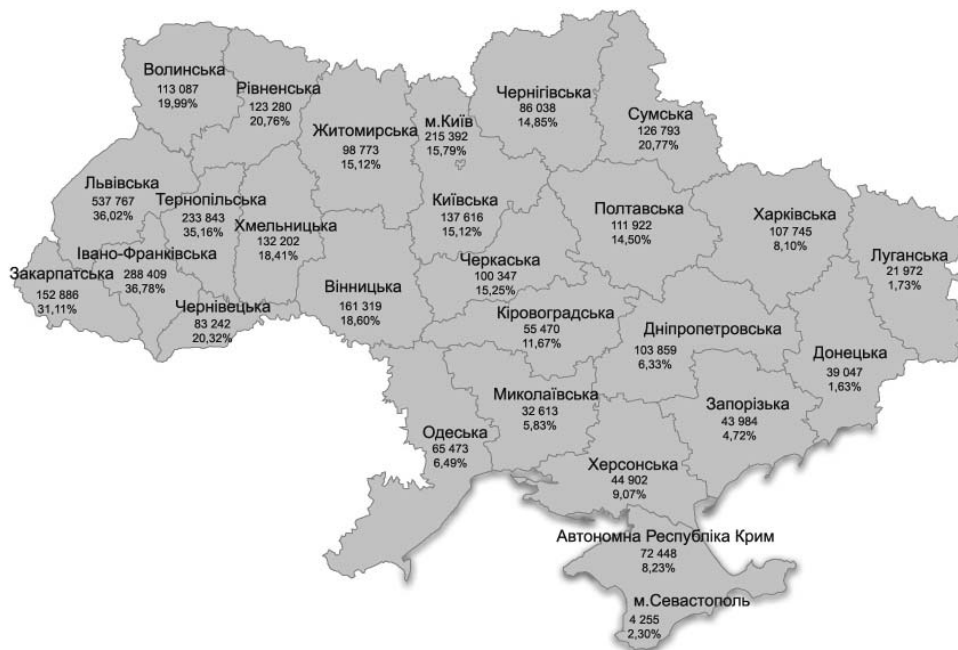 Волинська
113 087
19,99%
Рівненська
123 280
20,76%
Житомирська
98 773
15,12%
м.Київ
215 392
15,79%
Чернігівська
86 038
14,85%
Сумська
126 793
20,77%
Львівська
537 767
36,02%
Тернопільська
233 843
35,16%
Хмельницька
132 202
18,41%
Київська
137 616
15,12%
Полтавська
111 922
14,50%
Харківська
107 745
8,10%
Луганська
21 972
1,73%
Івано-Франківська
288 409
36,78%
Закарпатська
152 886
31,11%
Чернівецька
83 242
20,32%
Вінницька
161 319
18,60%
Черкаська
100 347
15,25%
Кіровоградська
55 470
11,67%
Дніпропетровська
103 859
6,33%
Донецька
39 047
1,63%
Миколаївська
32 613
5,83%
Запорізька
43 984
4,72%
Одеська
65 473
6,49%
Херсонська
44 902
9,07%
Автономна Республіка Крим
72 448
8,23%
м.Севастополь
4 255
2,30%